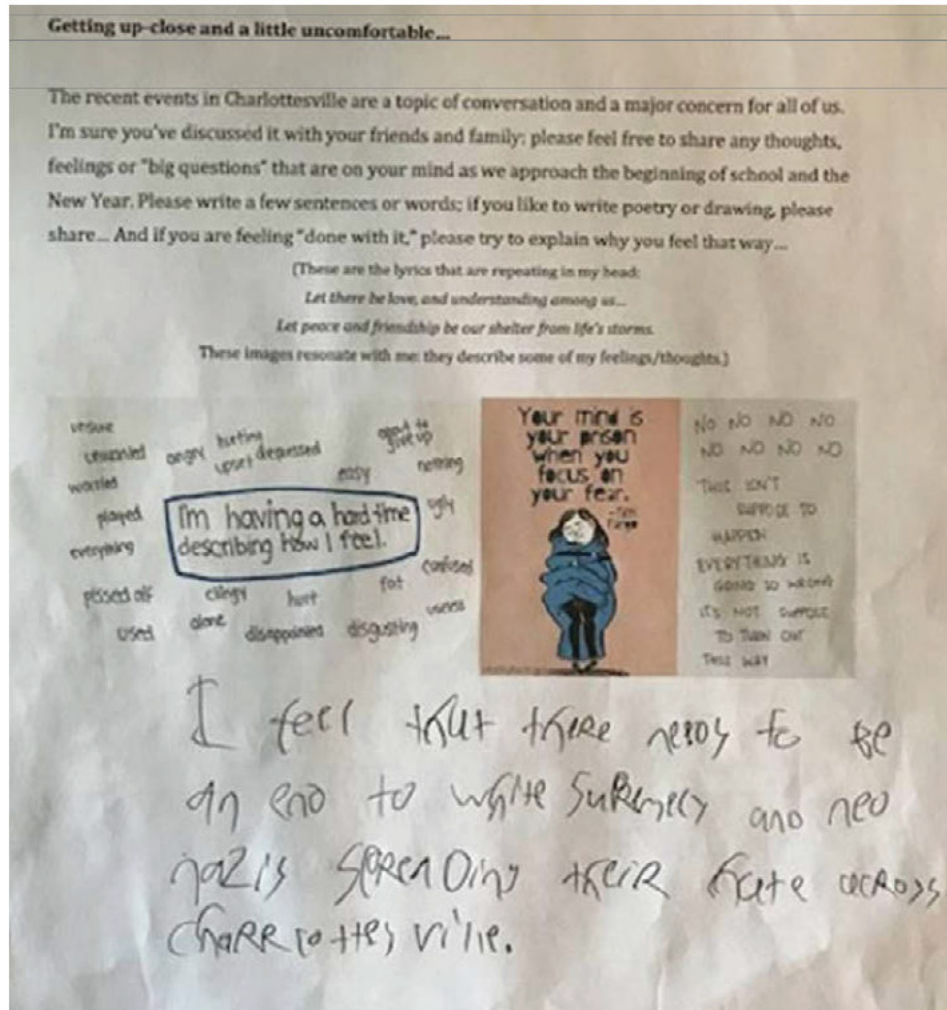 Getting up-close and a little uncomfortable...
The recent events in Charlottesville are a topic of conversation and a major concern for all of us.
I'm sure you've discussed it with your friends and family; please feel free to share any thoughts,
feelings or "big questions" that are on your mind as we approach the beginning of school and the
New Year. Please write a few sentences or words; if you like to write poetry or drawing, please
share... And if you are feeling "done with it," please try to explain why you feel that way...
(These are the lyrics that are repeating in my head:
Let there be love, and understanding among us...
Let peace and friendship be our shelter from life's storms.
These images resonate with me: they describe some of my feelings/thoughts.)
unsure
unwanted
worried
played
everything
pissed off
used
angry
hurting
upset
depressed
easy
good to
give up
nothing
ugly
I'm having a hard time
describing how I feel.
clingy
hurt
fat
confused
alone
disappointed
disgusting
useless
Your mind is
your prison
when you
focus on
your fear.
NO NO NO NO
NO NO NO NO
THIS ISN'T
SUPPOSE TO
HAPPEN
EVERYTHING IS
GOING SO WRONG
IT'S NOT SUPPOSE
TO TURN OUT
THIS WAY
I feel that there needs to be
an end to white Supremecy and neo
nazis Spreading their hate across
Charrlottesville.